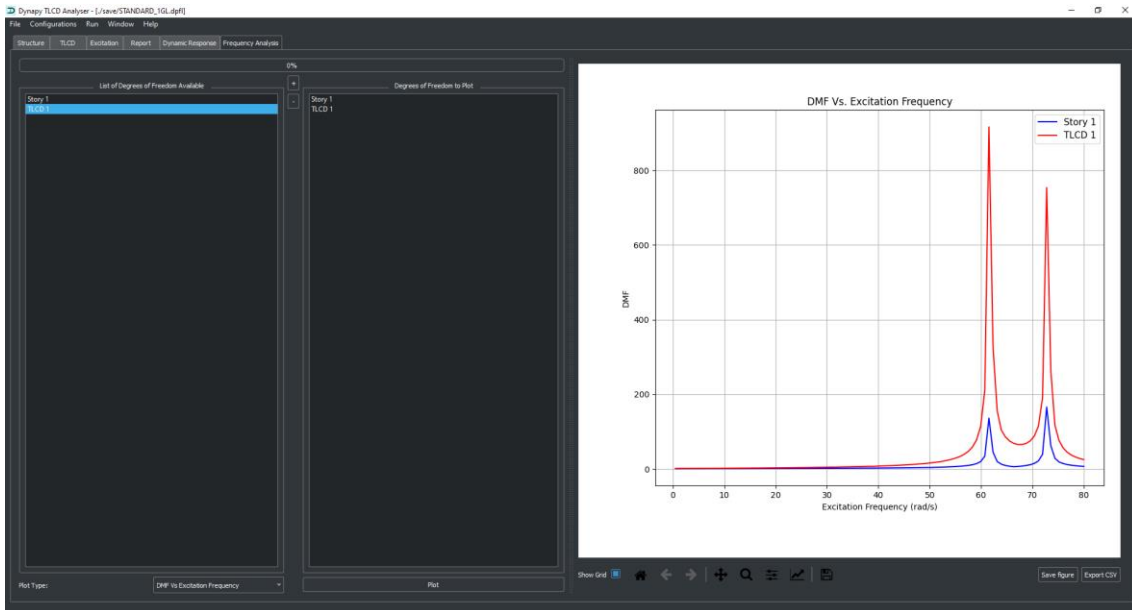 Dynapy TLCD Analyser - [./save/STANDARD_1GL.dpfl]
File Configurations Run Window Help
Structure TLCD Excitation Report Dynamic Response Frequency Analysis
0%
List of Degrees of Freedom Available
Story 1
TLCD 1
+
-
Degrees of Freedom to Plot
Story 1
TLCD 1
Plot Type:
DMF Vs Excitation Frequency
Plot
DMF Vs. Excitation Frequency
Story 1
TLCD 1
DMF
800
600
400
200
0
0 10 20 30 40 50 60 70 80
Excitation Frequency (rad/s)
Show Grid
Save figure
Export CSV